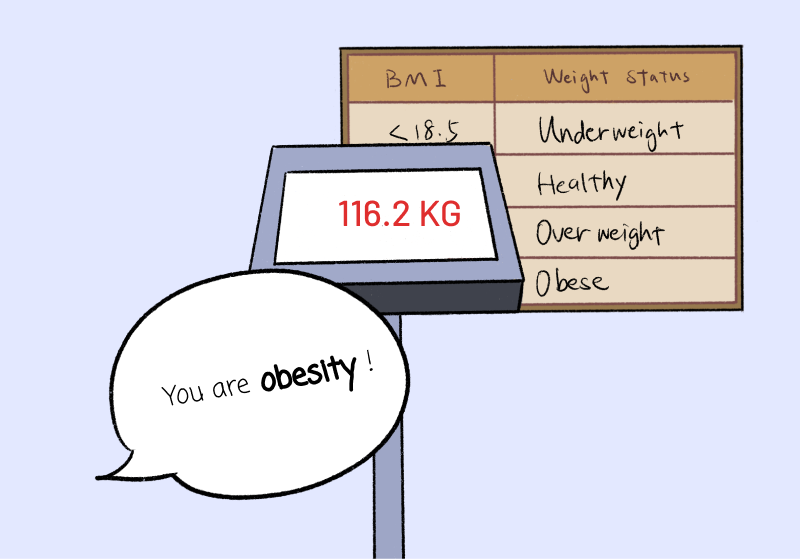 BMI Weight Status
<18.5 Underweight
Healthy
Over weight
Obese
116.2 KG
You are obesity !